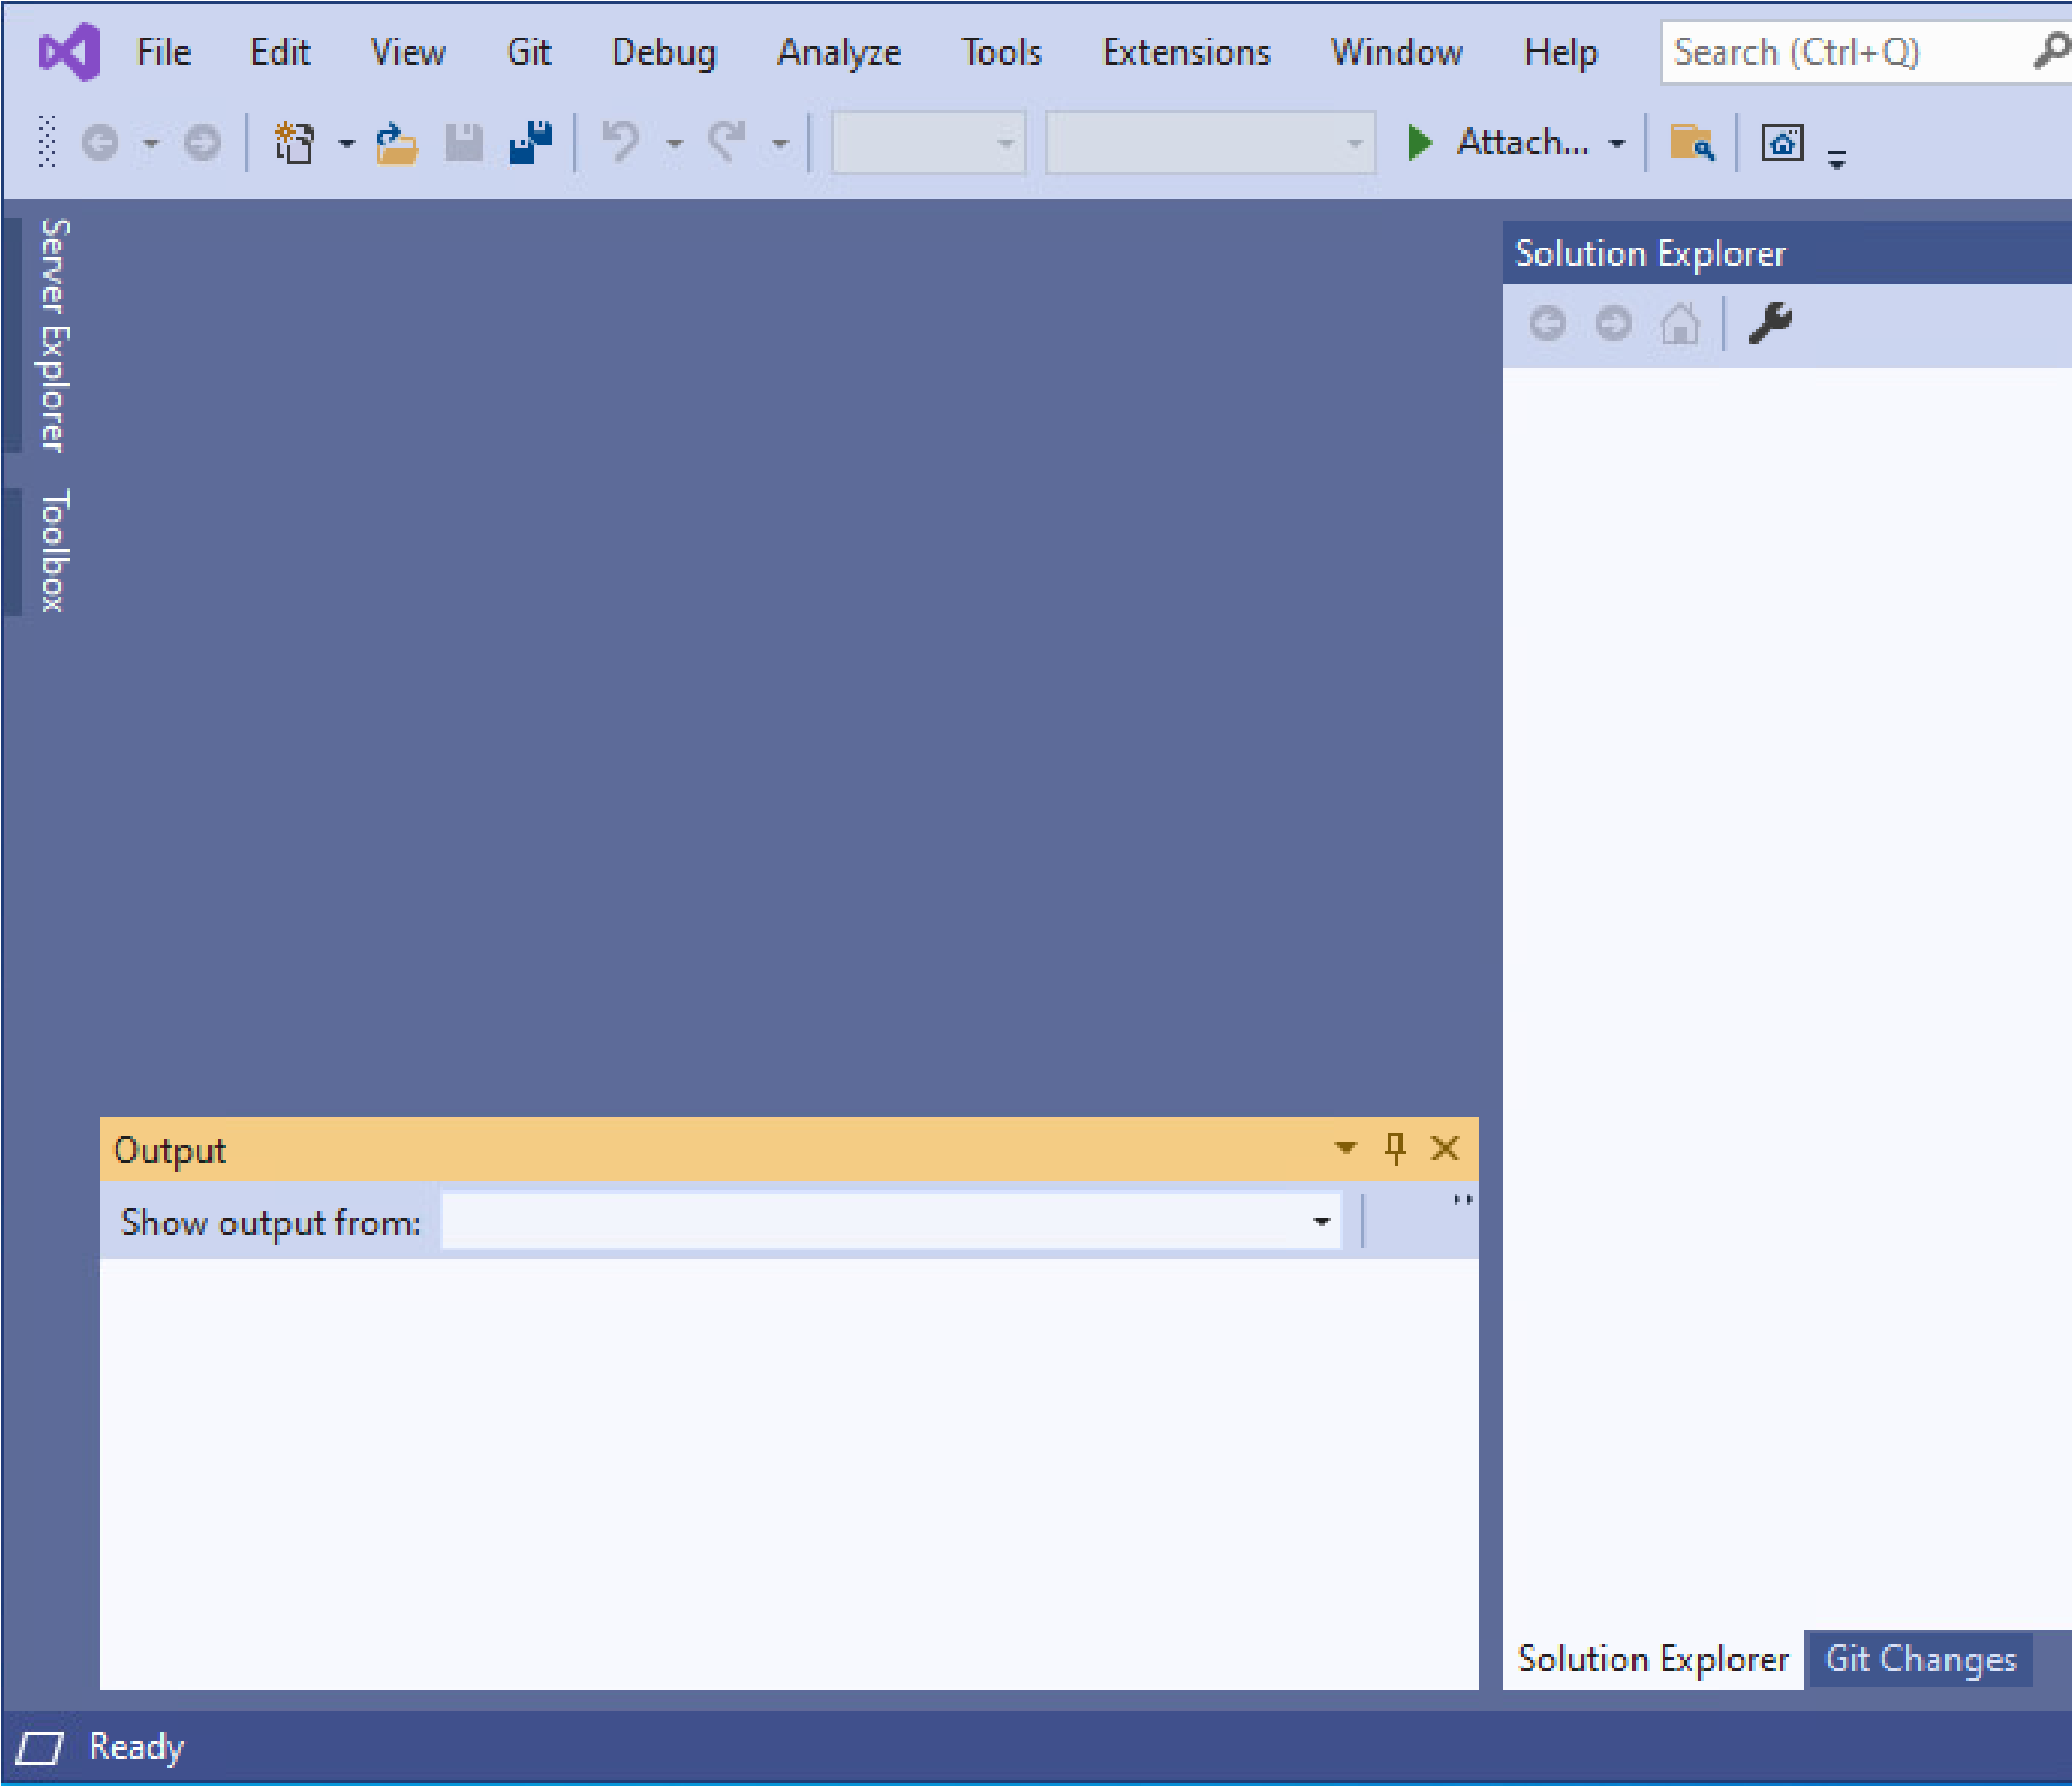 File Edit View Git Debug Analyze Tools Extensions Window Help Search (Ctrl+Q)
Attach...
Server Explorer
Toolbox
Solution Explorer
Output
Show output from:
Solution Explorer Git Changes
Ready